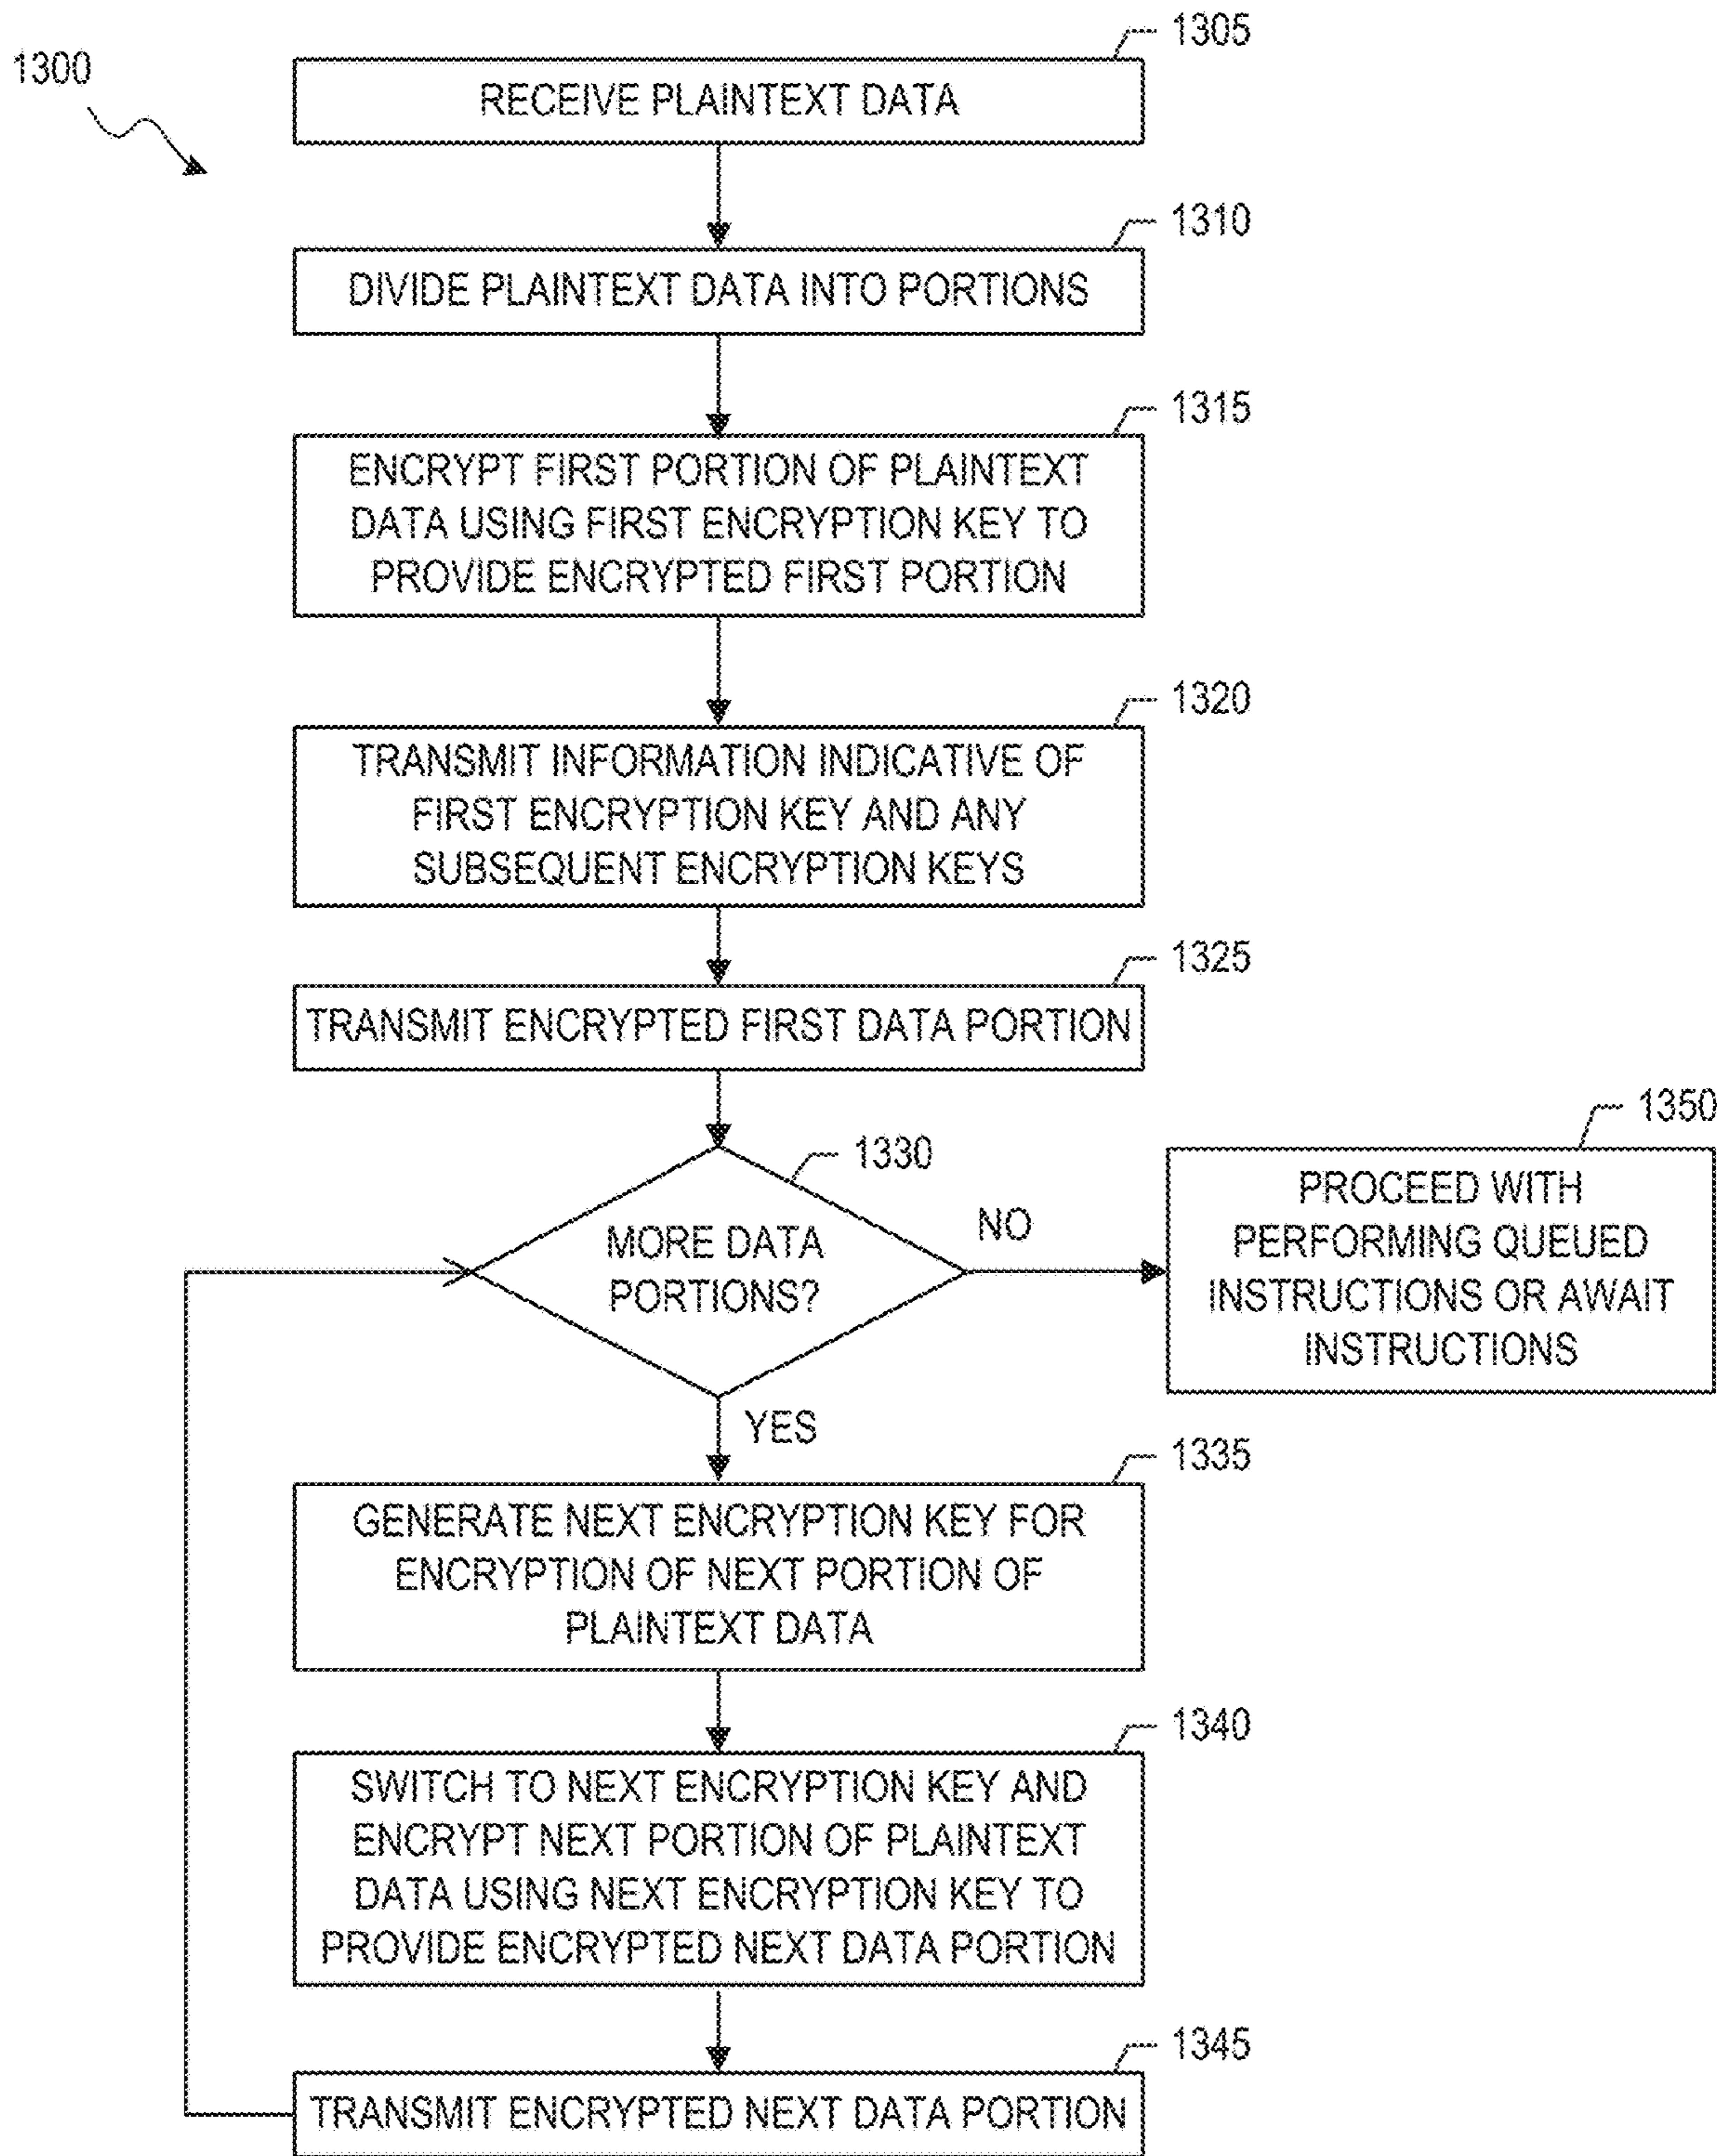 1300
1305
RECEIVE PLAINTEXT DATA
1310
DIVIDE PLAINTEXT DATA INTO PORTIONS
1315
ENCRYPT FIRST PORTION OF PLAINTEXT
DATA USING FIRST ENCRYPTION KEY TO
PROVIDE ENCRYPTED FIRST PORTION
1320
TRANSMIT INFORMATION INDICATIVE OF
FIRST ENCRYPTION KEY AND ANY
SUBSEQUENT ENCRYPTION KEYS
1325
TRANSMIT ENCRYPTED FIRST DATA PORTION
1330
MORE DATA
PORTIONS?
NO
1350
PROCEED WITH
PERFORMING QUEUED
INSTRUCTIONS OR AWAIT
INSTRUCTIONS
YES
1335
GENERATE NEXT ENCRYPTION KEY FOR
ENCRYPTION OF NEXT PORTION OF
PLAINTEXT DATA
1340
SWITCH TO NEXT ENCRYPTION KEY AND
ENCRYPT NEXT PORTION OF PLAINTEXT
DATA USING NEXT ENCRYPTION KEY TO
PROVIDE ENCRYPTED NEXT DATA PORTION
1345
TRANSMIT ENCRYPTED NEXT DATA PORTION